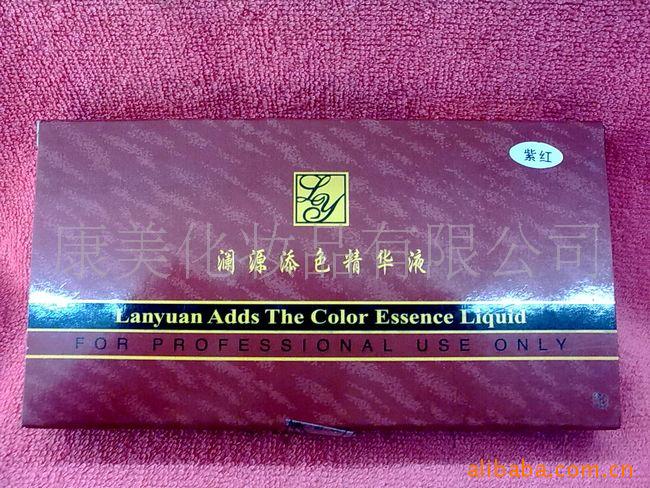 紫红
LY
康美化妆品有限公司
澜源添色精华液
Lanyuan Adds The Color Essence Liquid
FOR PROFESSIONAL USE ONLY
alibaba.com.cn